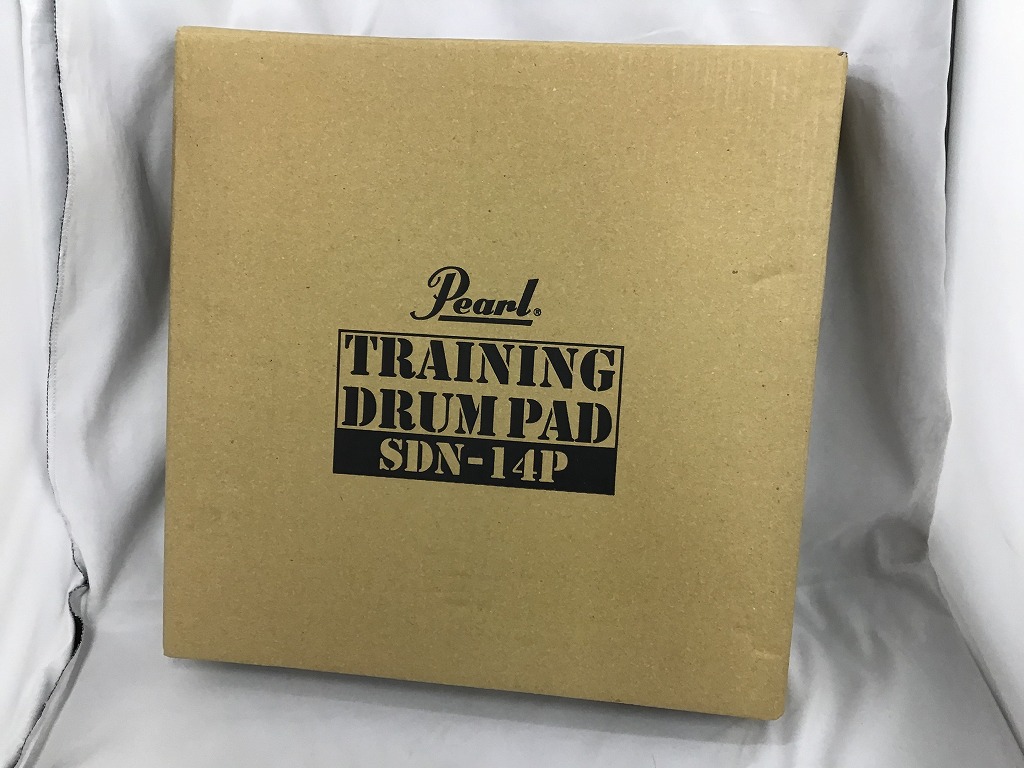 Pearl®
TRAINING
DRUM PAD
SDN-14P